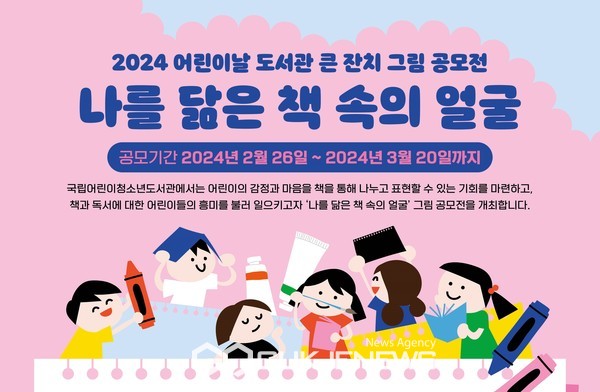 2024 어린이날 도서관 큰 잔치 그림 공모전
나를 닮은 책 속의 얼굴
공모기간 2024년 2월 26일 ~ 2024년 3월 20일까지
국립어린이청소년도서관에서는 어린이의 감정과 마음을 책을 통해 나누고 표현할 수 있는 기회를 마련하고,
책과 독서에 대한 어린이들의 흥미를 불러 일으키고자 '나를 닮은 책 속의 얼굴' 그림 공모전을 개최합니다.
News Agency